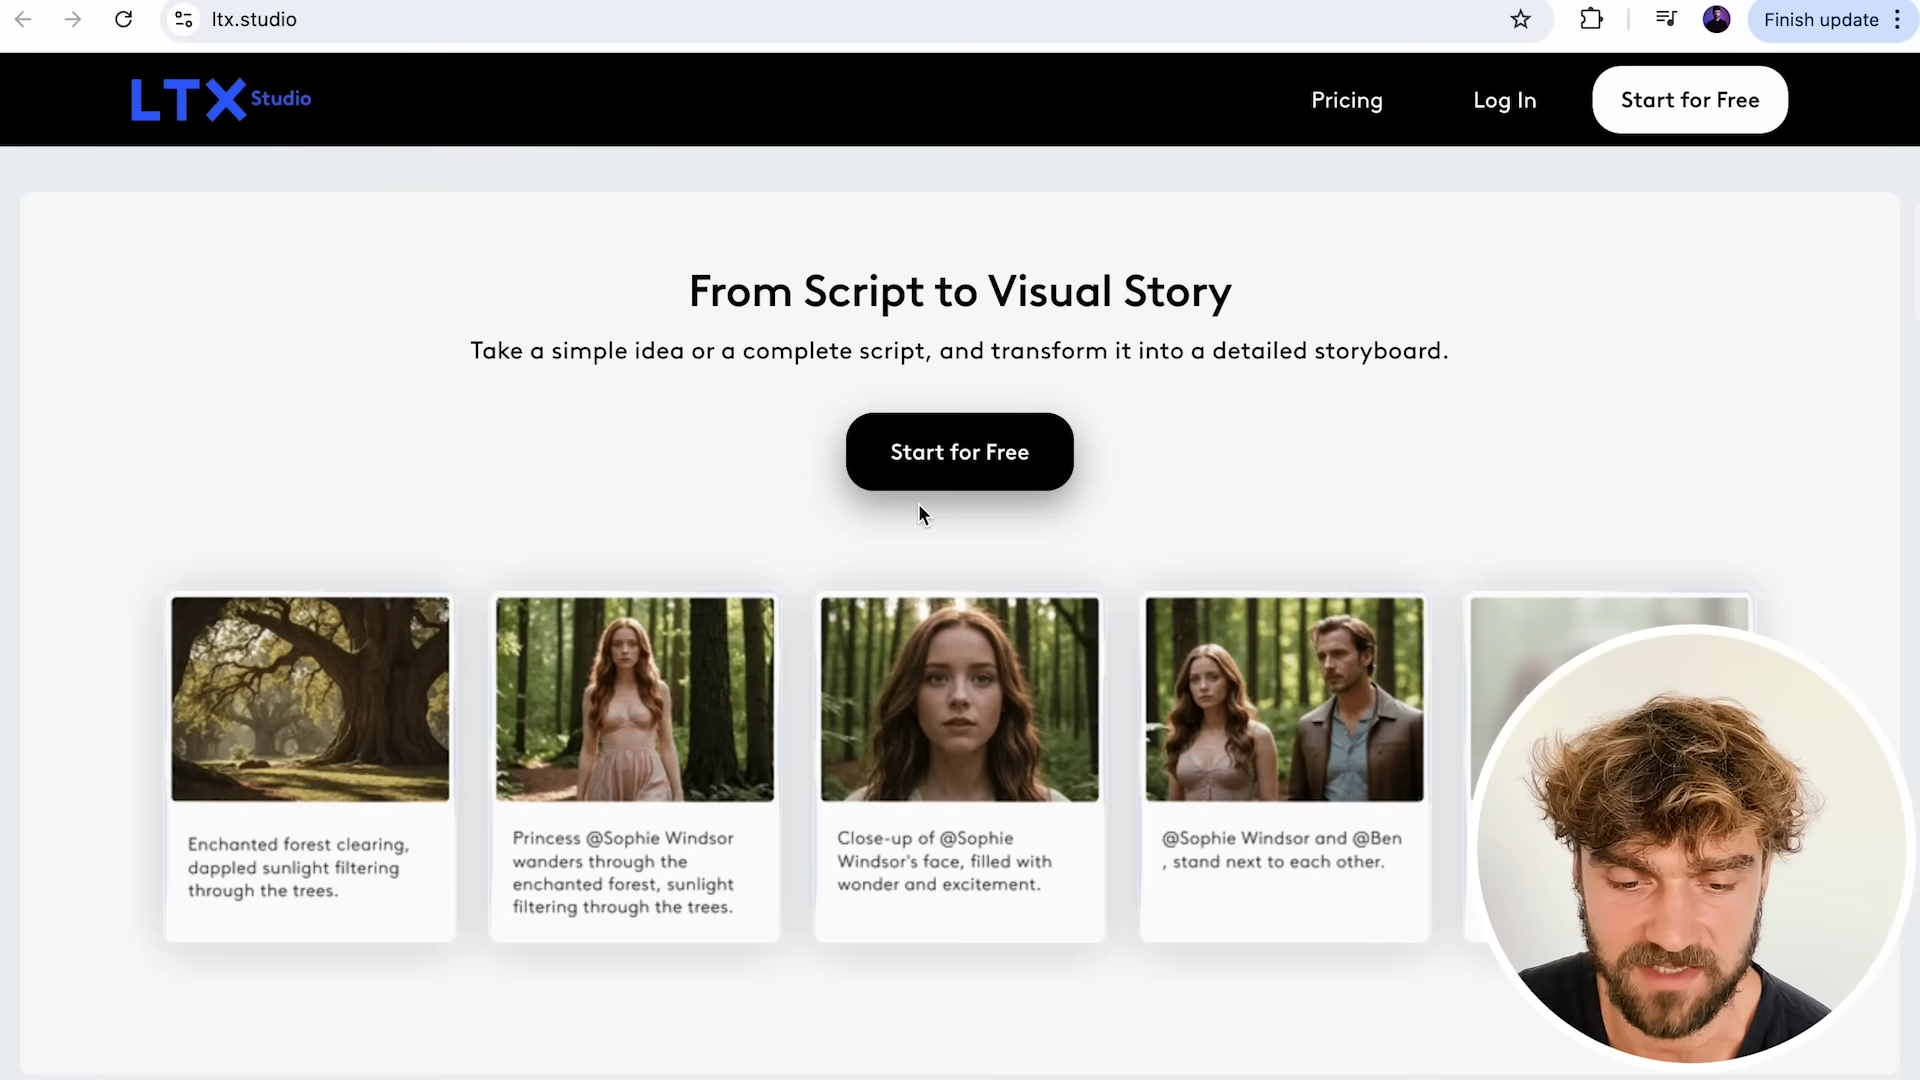 ltx.studio
Finish update
LTX Studio
Pricing
Log In
Start for Free
From Script to Visual Story
Take a simple idea or a complete script, and transform it into a detailed storyboard.
Start for Free
Enchanted forest clearing,
dappled sunlight filtering
through the trees.
Princess @Sophie Windsor
wanders through the
enchanted forest, sunlight
filtering through the trees.
Close-up of @Sophie
Windsor's face, filled with
wonder and excitement.
@Sophie Windsor and @Ben
, stand next to each other.